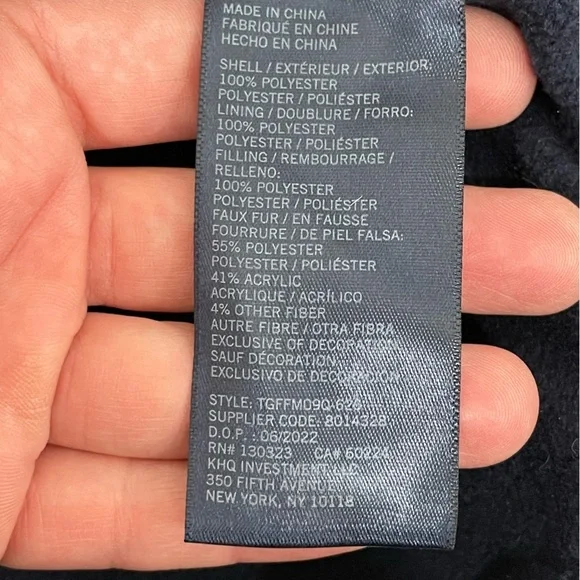 MADE IN CHINA
FABRIQUÉ EN CHINE
HECHO EN CHINA
SHELL / EXTÉRIEUR / EXTERIOR:
100% POLYESTER
POLYESTER / POLIÉSTER
LINING / DOUBLURE / FORRO:
100% POLYESTER
POLYESTER / POLIÉSTER
FILLING / REMBOURRAGE /
RELLENO:
100% POLYESTER
POLYESTER / POLIÉSTER
FAUX FUR / EN FAUSSE
FOURRURE / DE PIEL FALSA:
55% POLYESTER
POLYESTER / POLIÉSTER
41% ACRYLIC
ACRYLIQUE / ACRÍLICO
4% OTHER FIBER
AUTRE FIBRE / OTRA FIBRA
EXCLUSIVE OF DECORATION
SAUF DÉCORATION
EXCLUSIVO DE DECORACIÓN
STYLE: TGFFM09Q-626
SUPPLIER CODE: 8014328
D.O.P. : 06/2022
RN# 130323 CA# 60224
KHQ INVESTMENT LLC
350 FIFTH AVENUE
NEW YORK, NY 10118